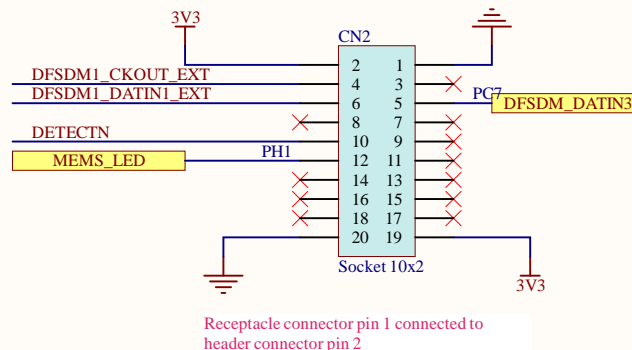 3V3
CN2
2 1
DFSDM1_CKOUT_EXT 4 3
DFSDM1_DATIN1_EXT 6 5 PC7 DFSDM_DATIN3
8 7
DETECTN 10 9
MEMS_LED PH1 12 11
14 13
16 15
18 17
20 19
Socket 10x2
3V3
Receptacle connector pin 1 connected to
header connector pin 2